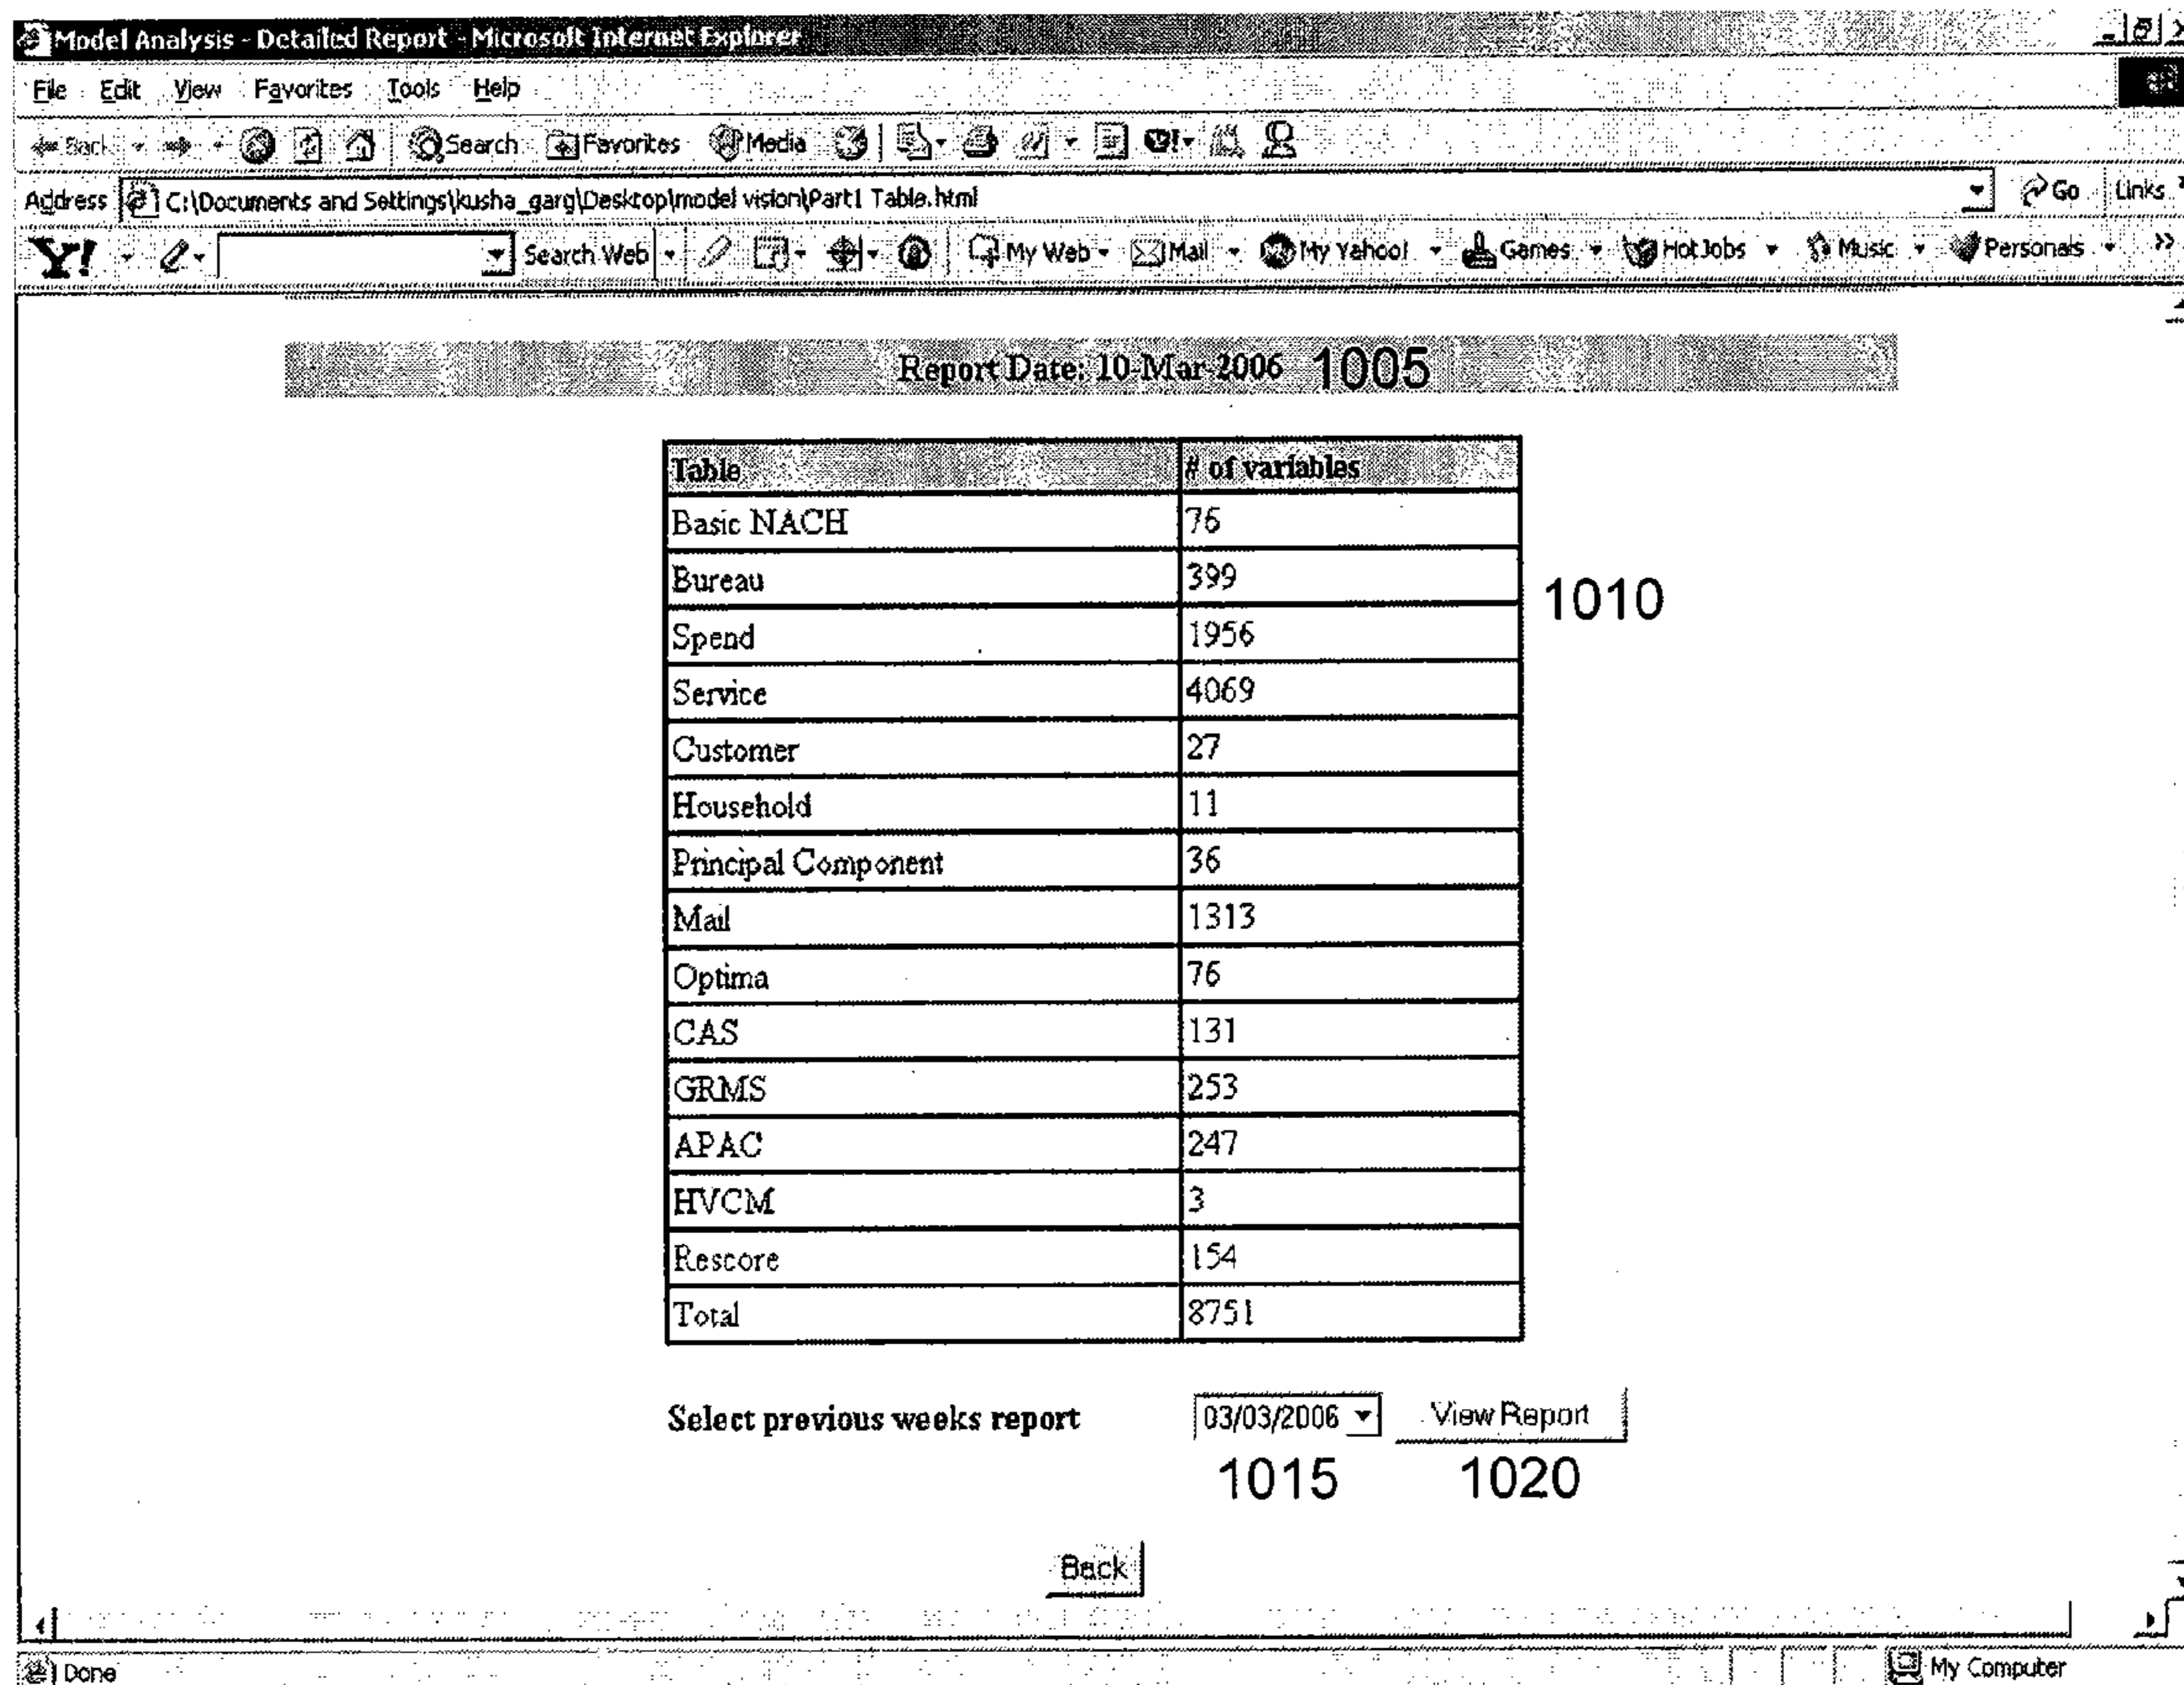 Model Analysis - Detailed Report - Microsoft Internet Explorer
File Edit View Favorites Tools Help
Back Search Favorites Media
Address C:\Documents and Settings\kusha_garg\Desktop\model vision\Part1 Table.html Go Links
Y! Search Web My Web Mail My Yahoo! Games HotJobs Music Personals
Report Date: 10-Mar-2006 1005
Table # of variables
Basic NACH 76
Bureau 399
1010
Spend 1956
Service 4069
Customer 27
Household 11
Principal Component 36
Mail 1313
Optima 76
CAS 131
GRMS 253
APAC 247
HVCM 3
Rescore 154
Total 8751
Select previous weeks report 03/03/2006 View Report
1015 1020
Back
Done My Computer